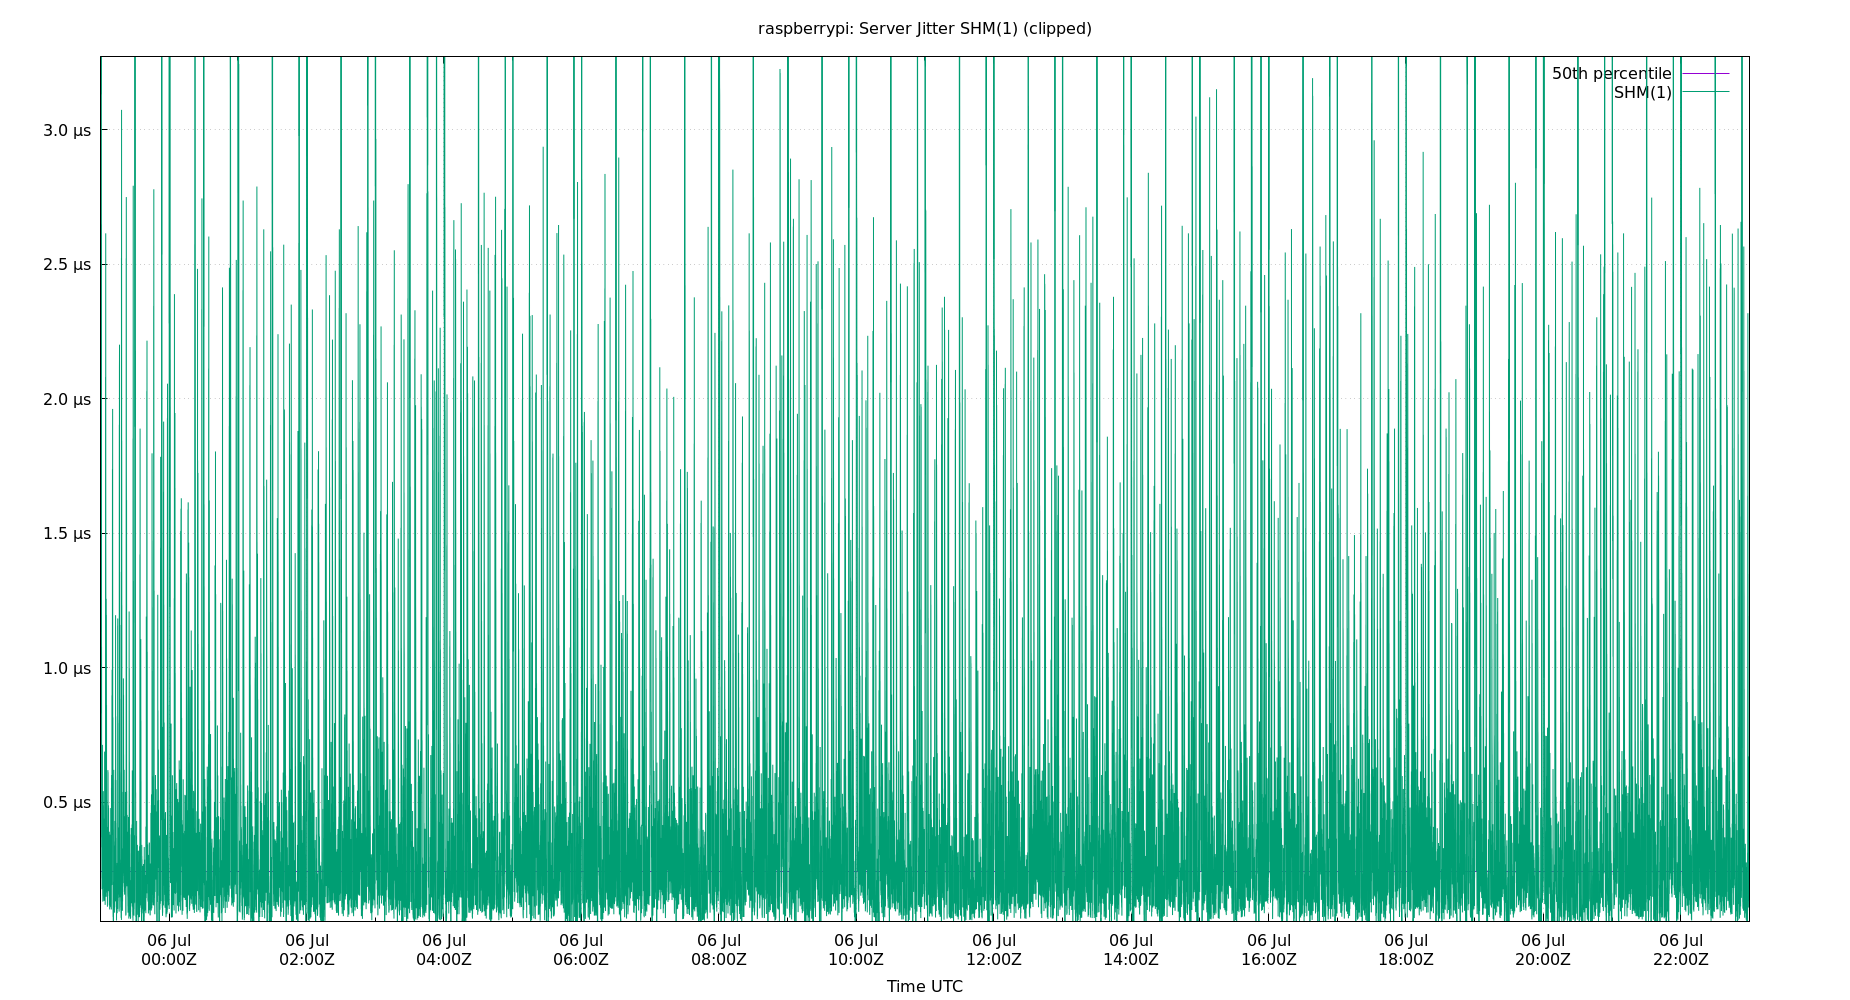 raspberrypi: Server Jitter SHM(1) (clipped)
50th percentile
SHM(1)
3.0 µs
2.5 µs
2.0 µs
1.5 µs
1.0 µs
0.5 µs
06 Jul 06 Jul 06 Jul 06 Jul 06 Jul 06 Jul 06 Jul 06 Jul 06 Jul 06 Jul 06 Jul 06 Jul
00:00Z 02:00Z 04:00Z 06:00Z 08:00Z 10:00Z 12:00Z 14:00Z 16:00Z 18:00Z 20:00Z 22:00Z
Time UTC